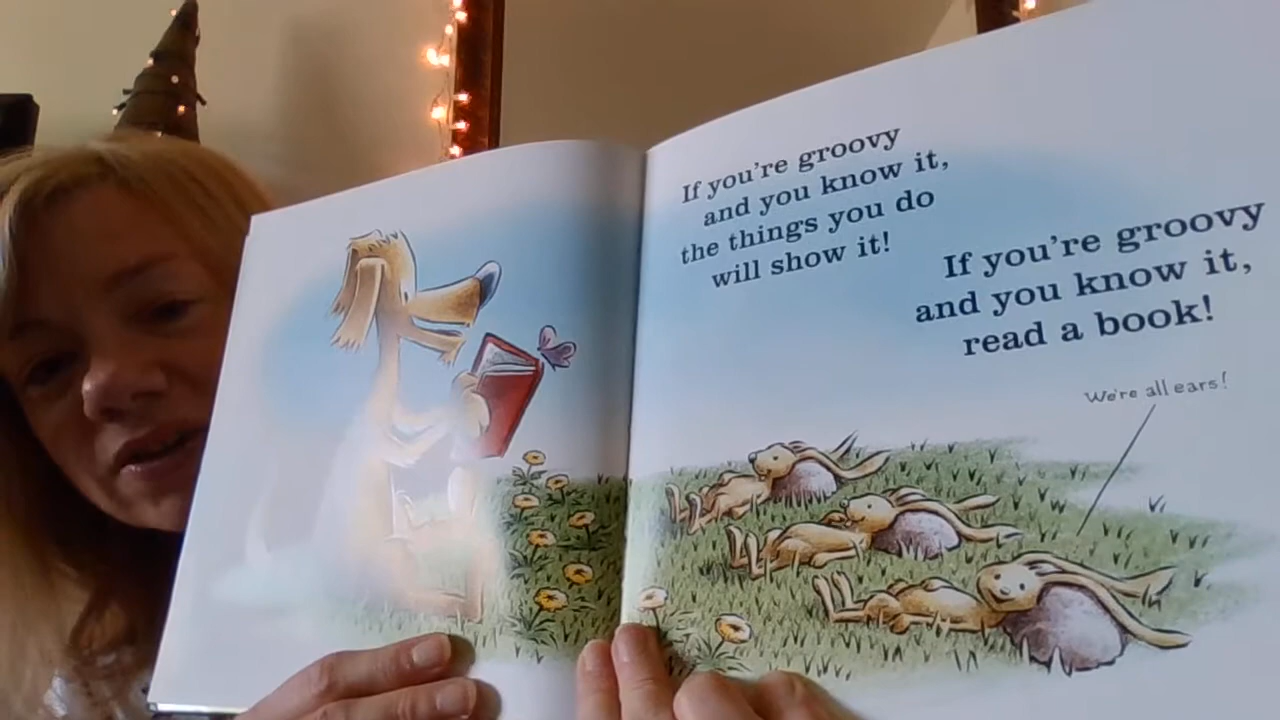 If you're groovy
and you know it,
the things you do
will show it!
If you're groovy
and you know it,
read a book!
We're all ears!